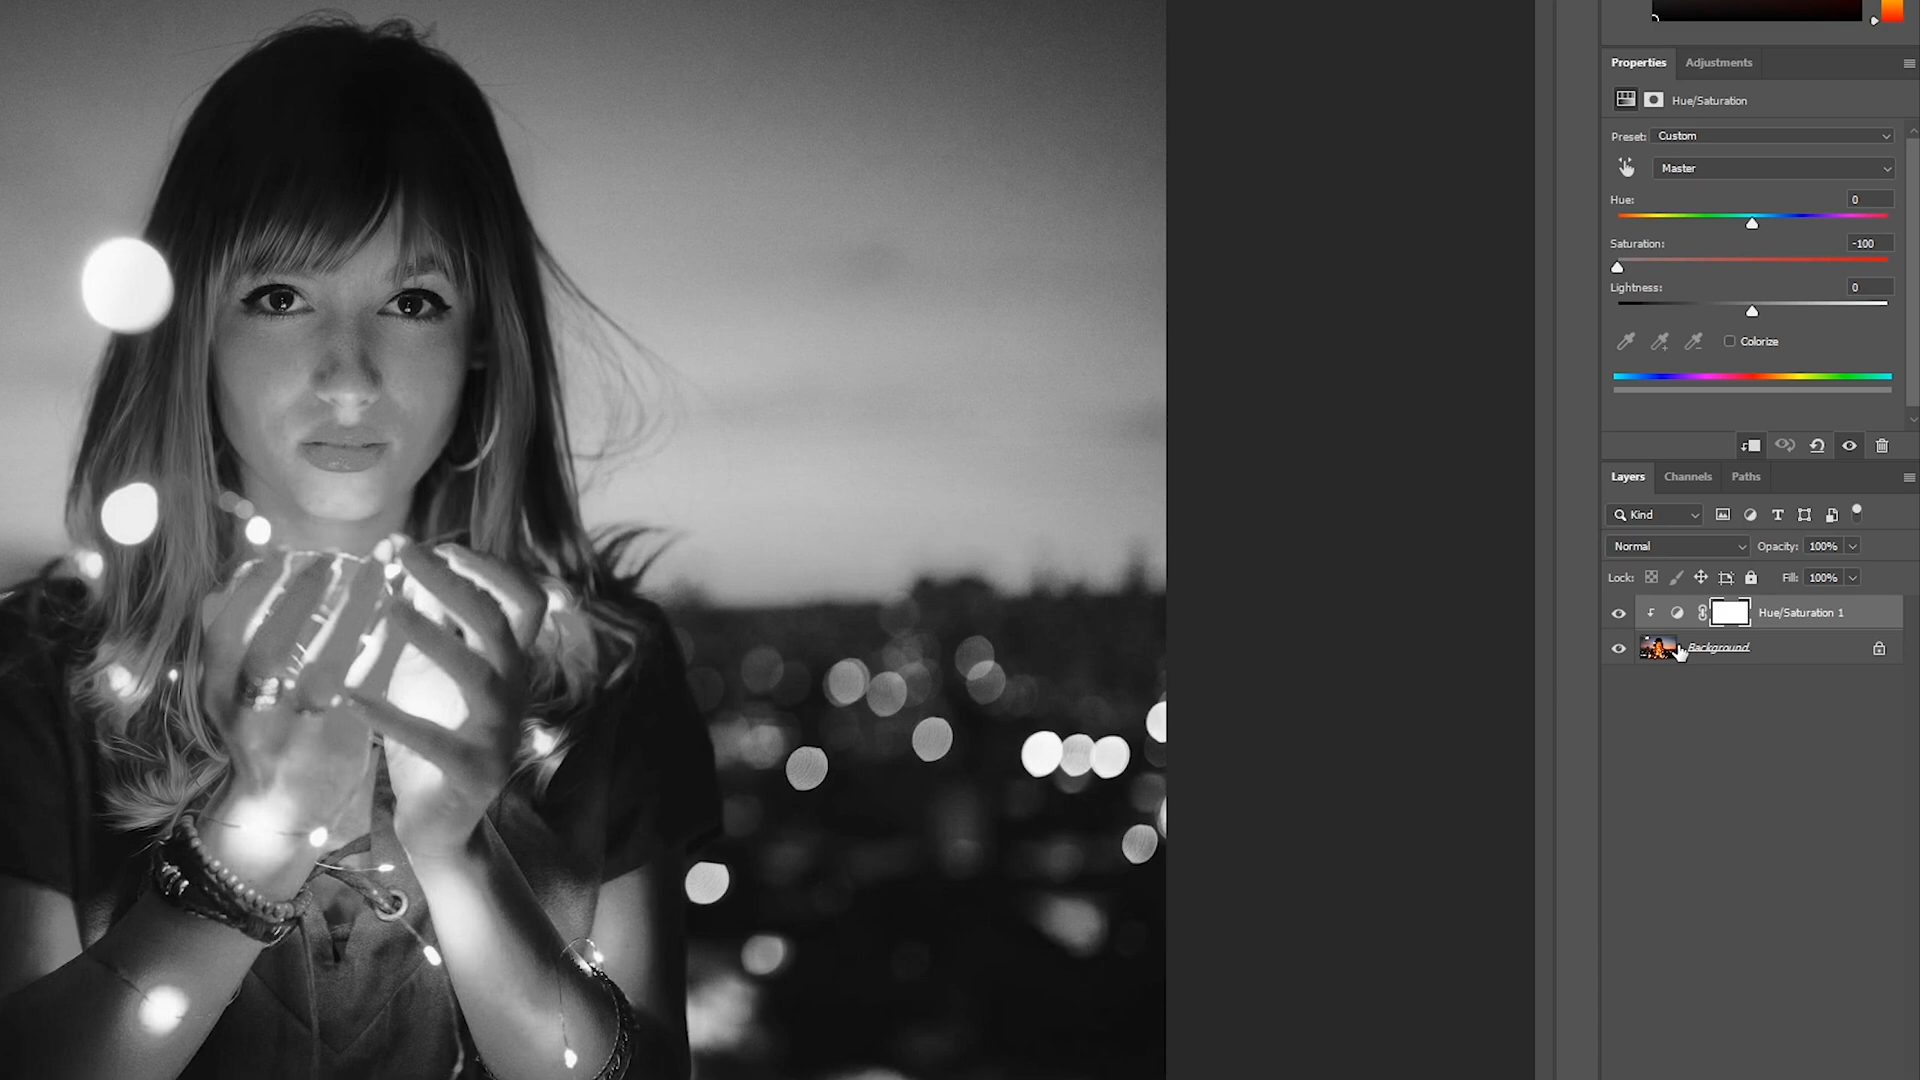 Properties Adjustments
Hue/Saturation
Preset: Custom
Master
Hue: 0
Saturation: -100
Lightness: 0
Colorize
Layers Channels Paths
Kind
Normal Opacity: 100%
Lock: Fill: 100%
Hue/Saturation 1
Background